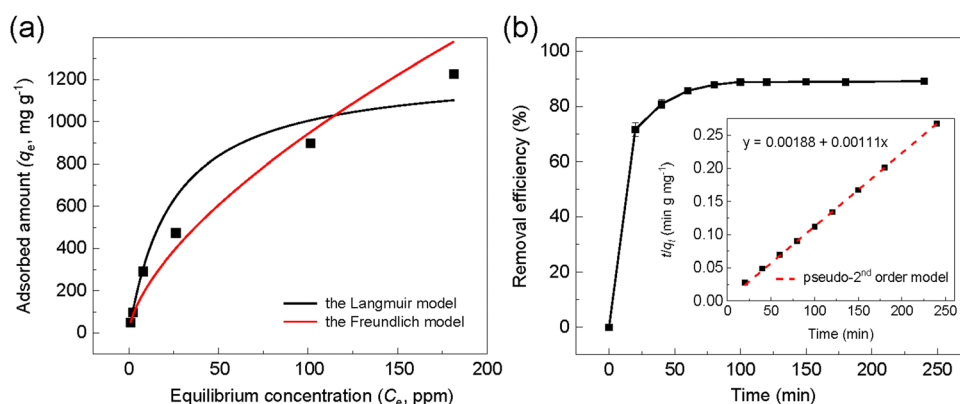 (a)
Adsorbed amount (qe, mg g-1)
1200
1000
800
600
400
200
0
the Langmuir model
the Freundlich model
0 50 100 150 200
Equilibrium concentration (Ce, ppm)
(b)
Removal efficiency (%)
100
80
60
40
20
0
y = 0.00188 + 0.00111x
t/qt (min g mg-1)
0.25
0.20
0.15
0.10
0.05
0.00
pseudo-2nd order model
0 50 100 150 200 250
Time (min)
0 50 100 150 200 250
Time (min)